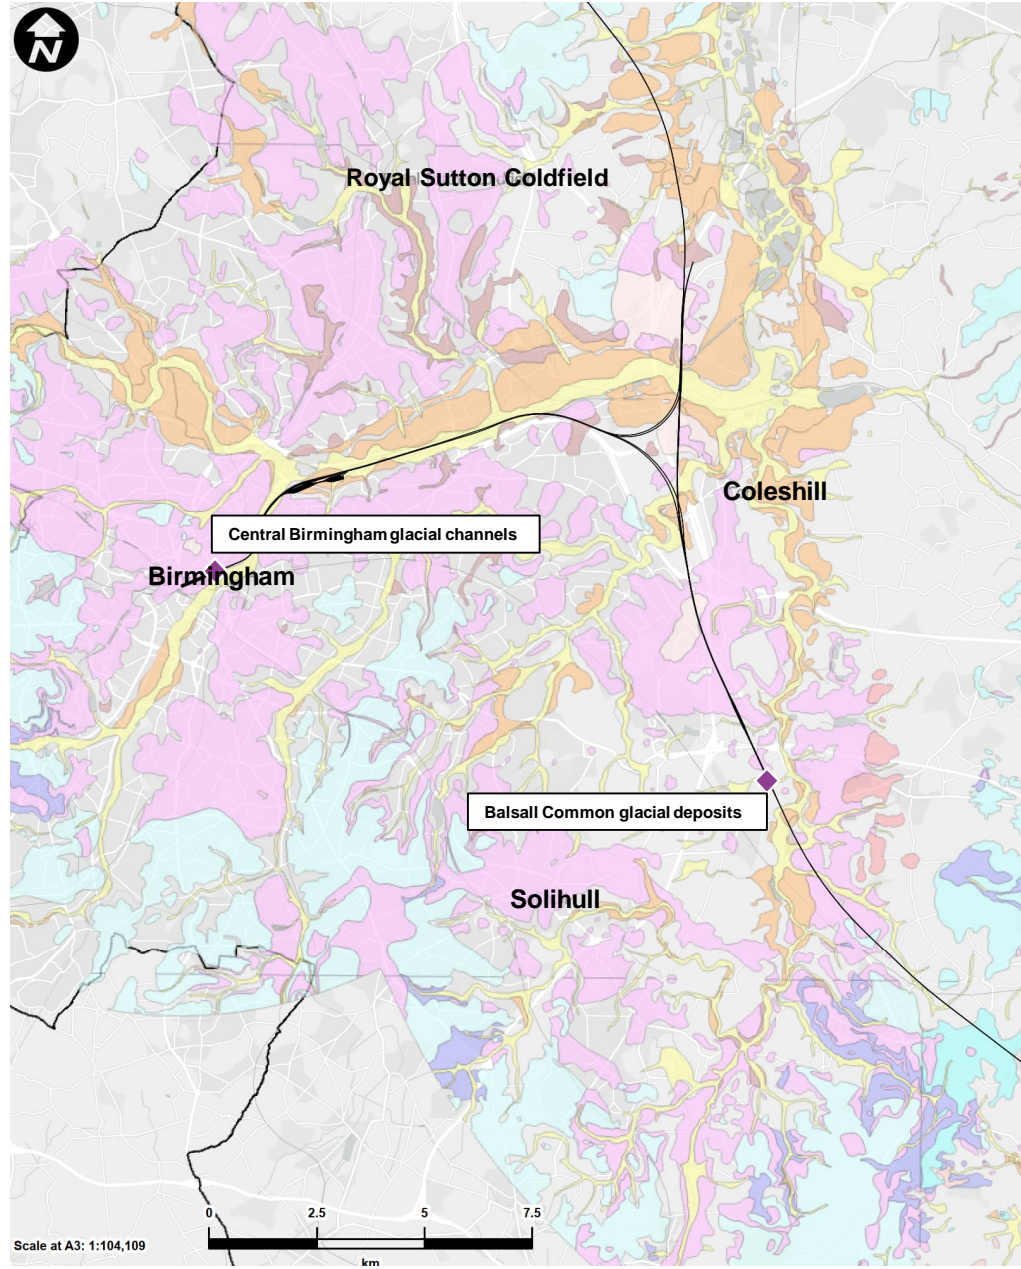 N
Royal Sutton Coldfield
Coleshill
Central Birmingham glacial channels
Birmingham
Balsall Common glacial deposits
Solihull
0 2.5 5 7.5
Scale at A3: 1:104,109
km